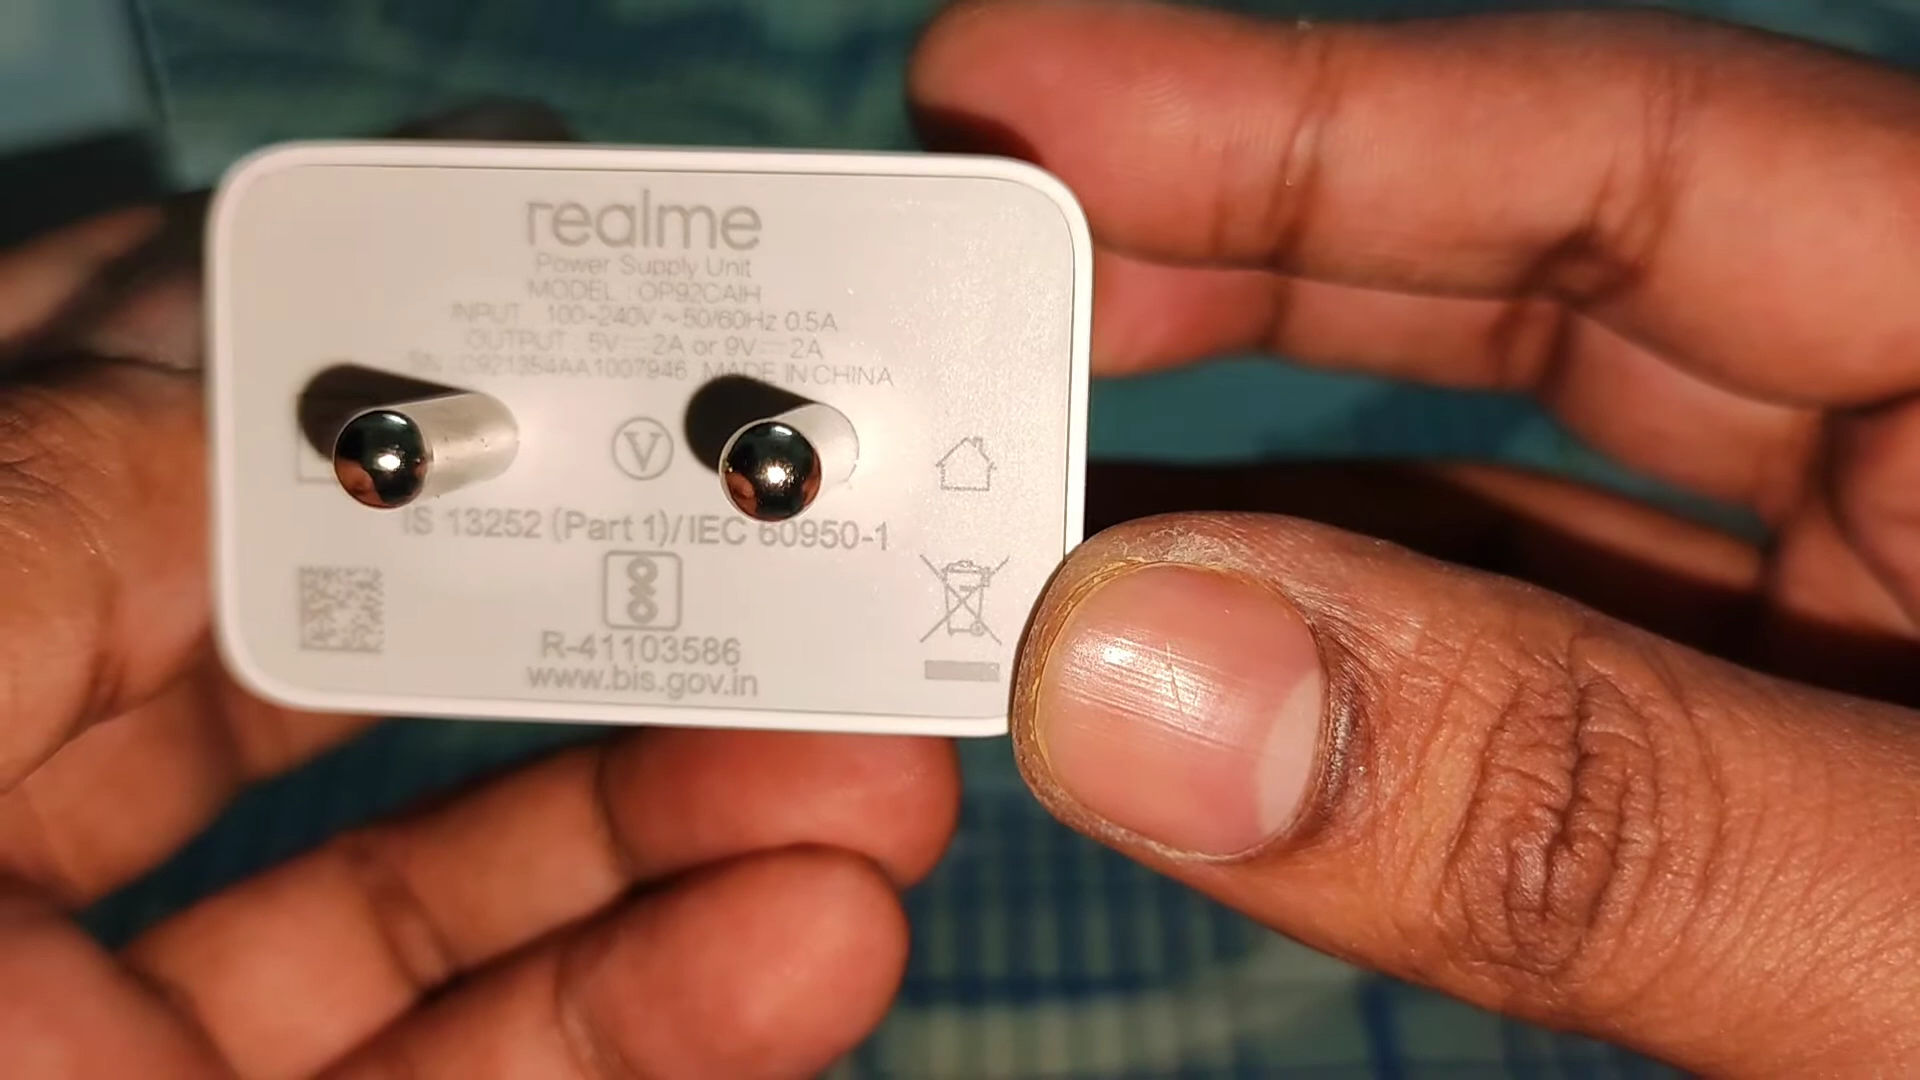 realme
Power Supply Unit
MODEL : OP92CAIH
INPUT : 100-240V ~ 50/60Hz 0.5A
OUTPUT : 5V⎓2A or 9V⎓2A
MADE IN CHINA
V
IS 13252 (Part 1)/IEC 60950-1
R-41103586
www.bis.gov.in